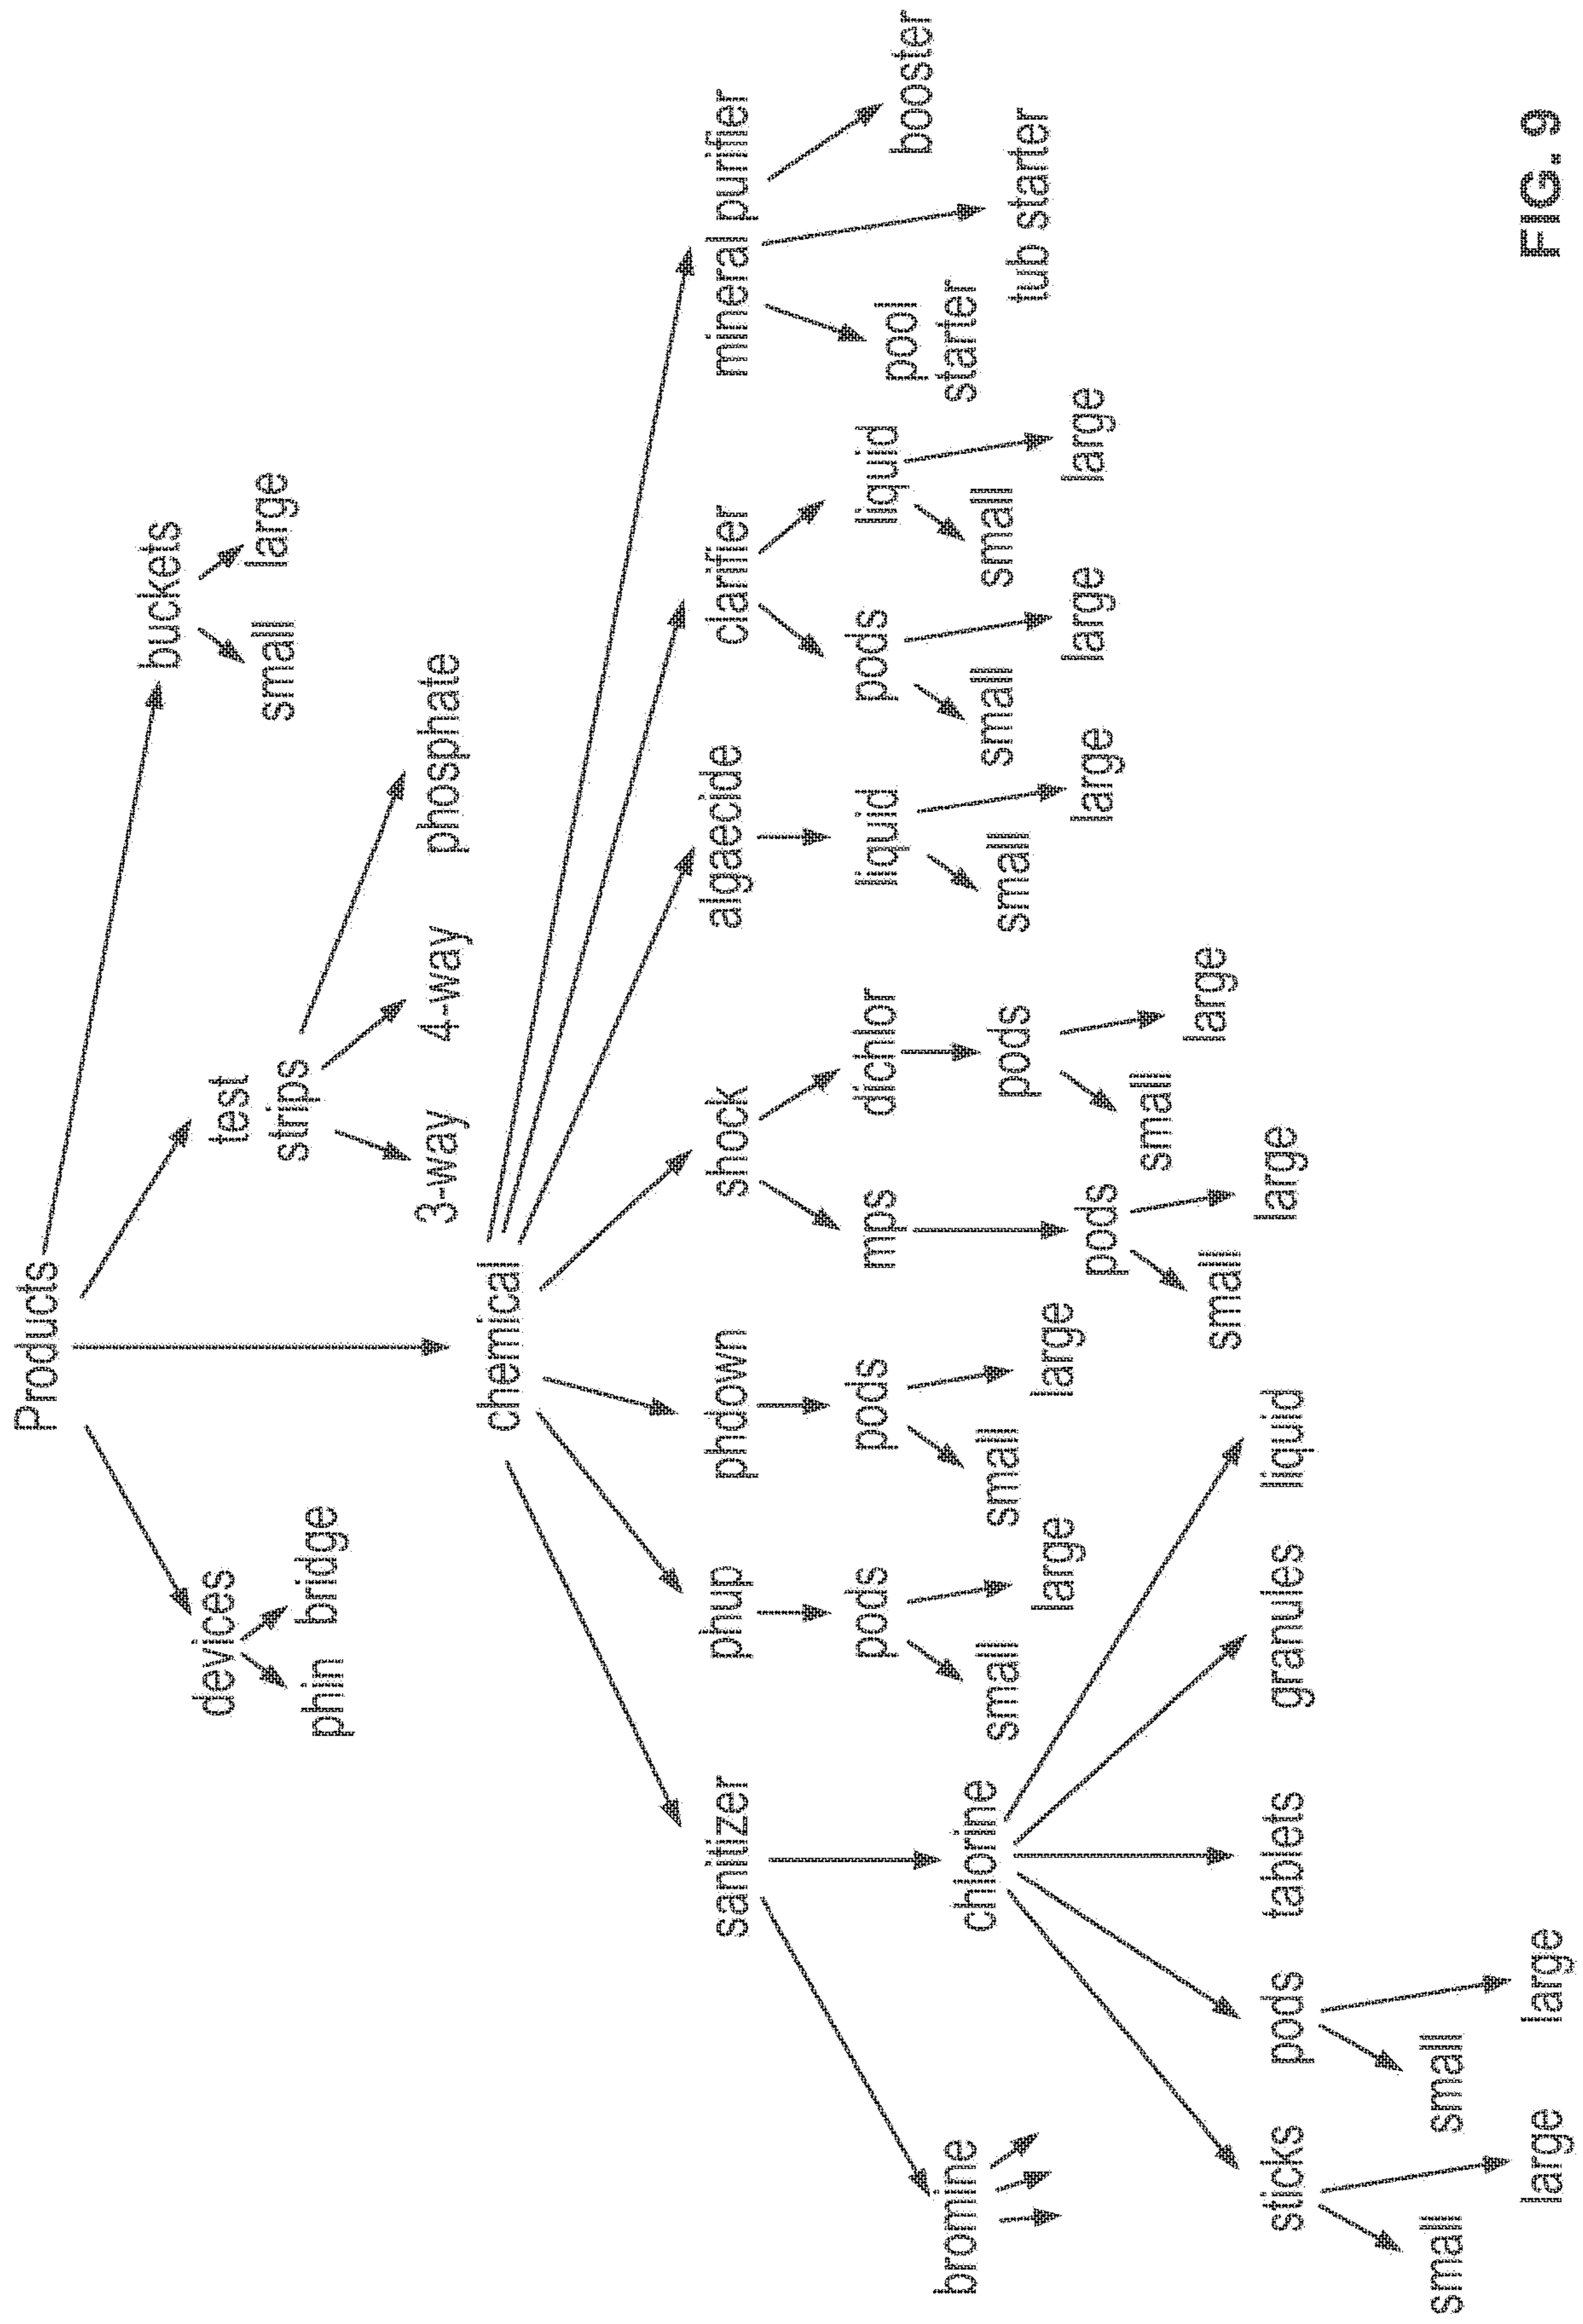 Products
buckets
small
large
test
strips
3-way
4-way
phosphate
devices
phin
bridge
chemical
sanitizer
phup
phdown
shock
algaecide
clarifier
mineral purifier
bromine
chlorine
pods
small
large
pods
small
large
mps
dichlor
pods
small
large
pods
small
large
liquid
small
large
pods
small
large
liquid
small
large
pool
starter
tub starter
booster
sticks
pods
tablets
granules
liquid
small
large
small
large
FIG. 9